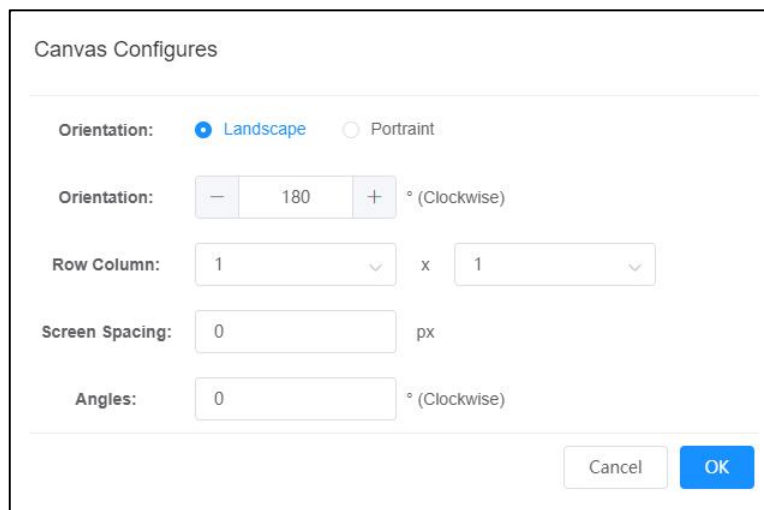 Canvas Configures
Orientation: Landscape Portraint
Orientation: — 180 + ° (Clockwise)
Row Column: 1 x 1
Screen Spacing: 0 px
Angles: 0 ° (Clockwise)
Cancel OK